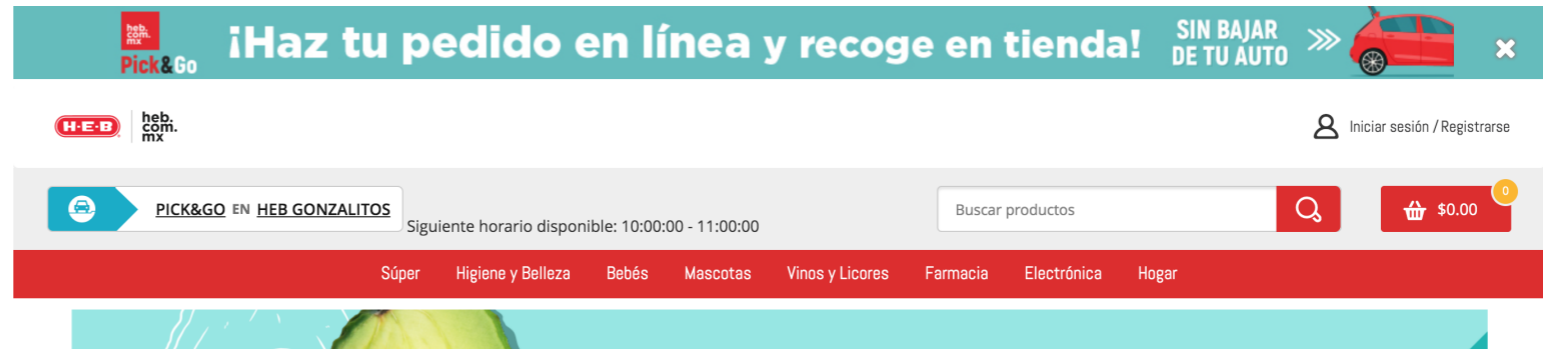 heb.
com.
mx
Pick&Go
¡Haz tu pedido en línea y recoge en tienda!
SIN BAJAR
DE TU AUTO
H-E-B
heb.
com.
mx
Iniciar sesión / Registrarse
PICK&GO EN HEB GONZALITOS
Siguiente horario disponible: 10:00:00 - 11:00:00
Buscar productos
0
$0.00
Súper Higiene y Belleza Bebés Mascotas Vinos y Licores Farmacia Electrónica Hogar